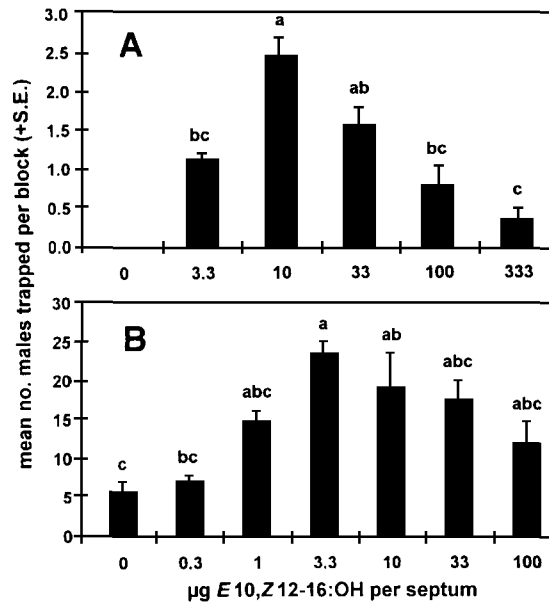 mean no. males trapped per block (+S.E.)
A
3.0
2.5
2.0
1.5
1.0
0.5
0.0
bc
a
ab
bc
c
0 3.3 10 33 100 333
B
30
25
20
15
10
5
0
c
bc
abc
a
ab
abc
abc
0 0.3 1 3.3 10 33 100
µg E10,Z12-16:OH per septum